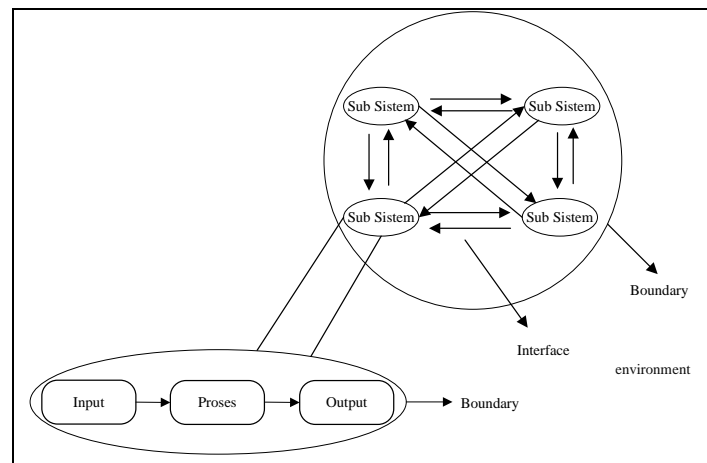 Sub Sistem
Sub Sistem
Sub Sistem
Sub Sistem
Boundary
Interface
environment
Input
Proses
Output
Boundary